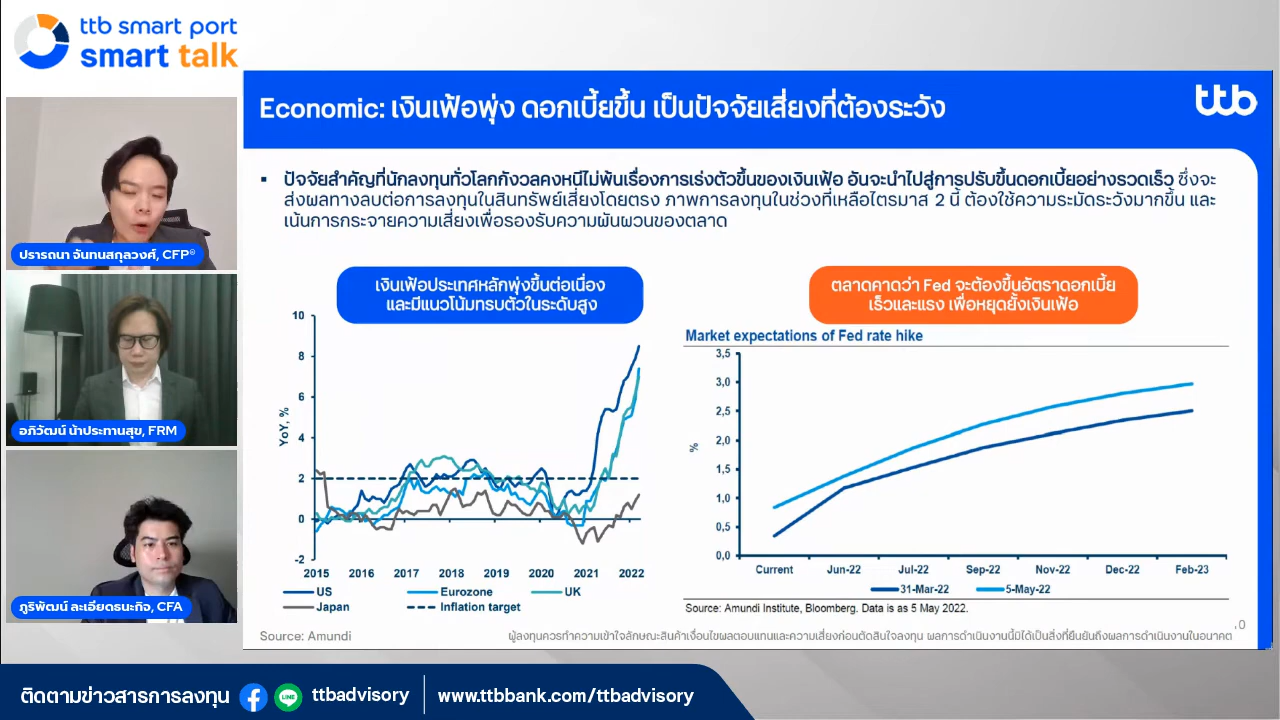 ttb smart port
smart talk
ttb
Economic: เงินเฟ้อพุ่ง ดอกเบี้ยขึ้น เป็นปัจจัยเสี่ยงที่ต้องระวัง
▪ ปัจจัยสำคัญที่นักลงทุนทั่วโลกกังวลคงหนีไม่พ้นเรื่องการเร่งตัวขึ้นของเงินเฟ้อ อันจะนำไปสู่การปรับขึ้นดอกเบี้ยอย่างรวดเร็ว ซึ่งจะ
ส่งผลทางลบต่อการลงทุนในสินทรัพย์เสี่ยงโดยตรง ภาพการลงทุนในช่วงที่เหลือไตรมาส 2 นี้ ต้องใช้ความระมัดระวังมากขึ้น และ
เน้นการกระจายความเสี่ยงเพื่อรองรับความผันผวนของตลาด
ปรารถนา จันทนสกุลวงศ์, CFP®
อภิวัฒน์ น้าประทานสุข, FRM
ภูริพัฒน์ ละเอียดธนะกิจ, CFA
เงินเฟ้อประเทศหลักพุ่งขึ้นต่อเนื่อง
และมีแนวโน้มทรงตัวในระดับสูง
10
8
6
4
2
0
-2
YoY, %
2015 2016 2017 2018 2019 2020 2021 2022
US Eurozone UK
Japan Inflation target
ตลาดคาดว่า Fed จะต้องขึ้นอัตราดอกเบี้ย
เร็วและแรง เพื่อหยุดยั้งเงินเฟ้อ
Market expectations of Fed rate hike
3,5
3,0
2,5
2,0
1,5
1,0
0,5
0,0
%
Current Jun-22 Jul-22 Sep-22 Nov-22 Dec-22 Feb-23
31-Mar-22 5-May-22
Source: Amundi Institute, Bloomberg. Data is as 5 May 2022.
Source: Amundi
ผู้ลงทุนควรทำความเข้าใจลักษณะสินค้าเงื่อนไขผลตอบแทนและความเสี่ยงก่อนตัดสินใจลงทุน ผลการดำเนินงานนี้มิได้เป็นสิ่งที่ยืนยันถึงผลการดำเนินงานในอนาคต
ติดตามข่าวสารการลงทุน
LINE
ttbadvisory
www.ttbbank.com/ttbadvisory